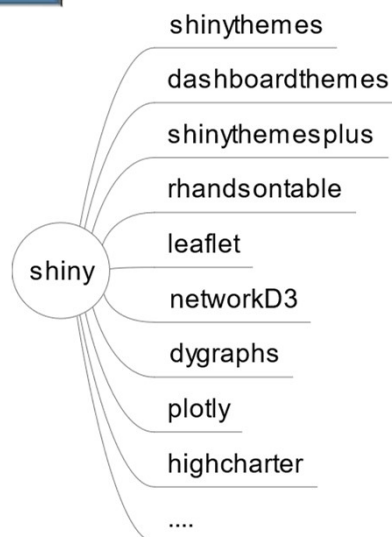 shinythemes
dashboardthemes
shinythemesplus
rhandsontable
leaflet
shiny
networkD3
dygraphs
plotly
highcharter
....